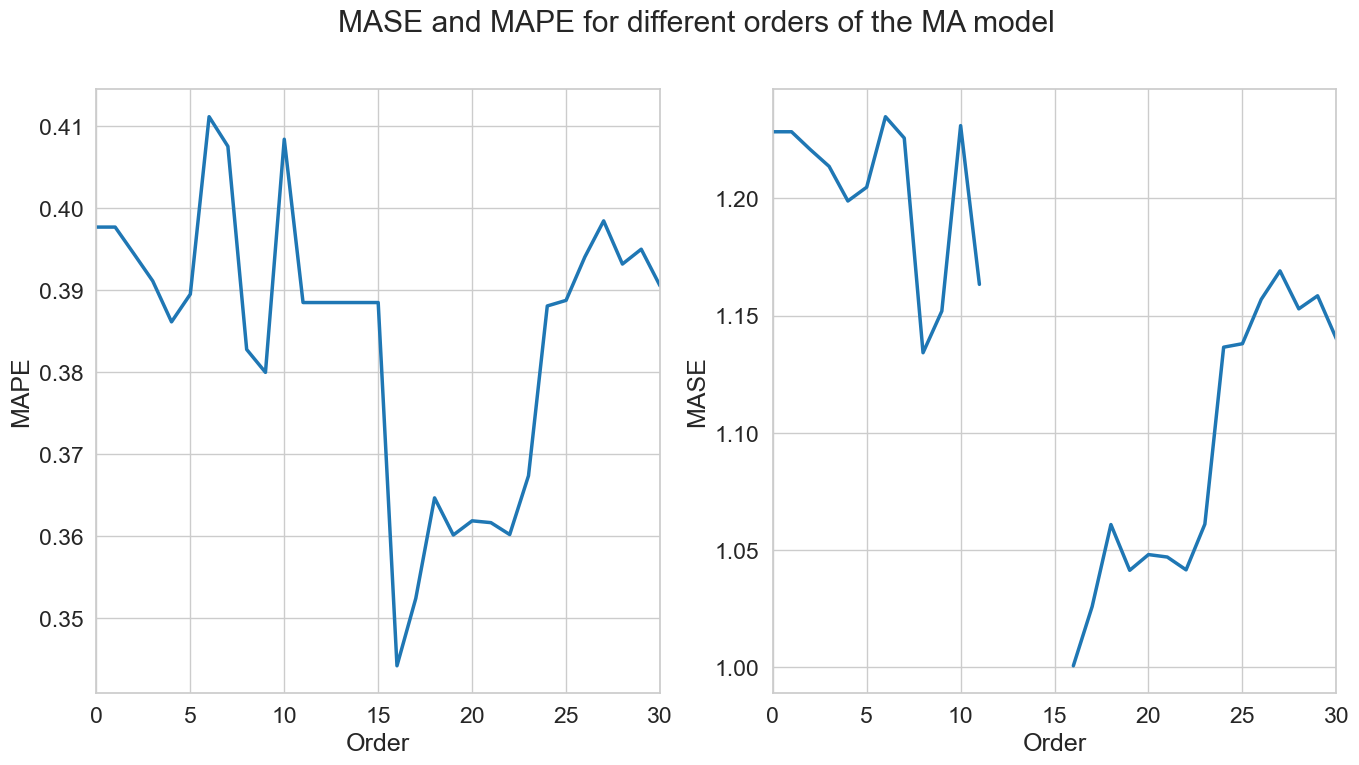 MASE and MAPE for different orders of the MA model
MAPE
0.41
0.40
0.39
0.38
0.37
0.36
0.35
0 5 10 15 20 25 30
Order
MASE
1.20
1.15
1.10
1.05
1.00
0 5 10 15 20 25 30
Order